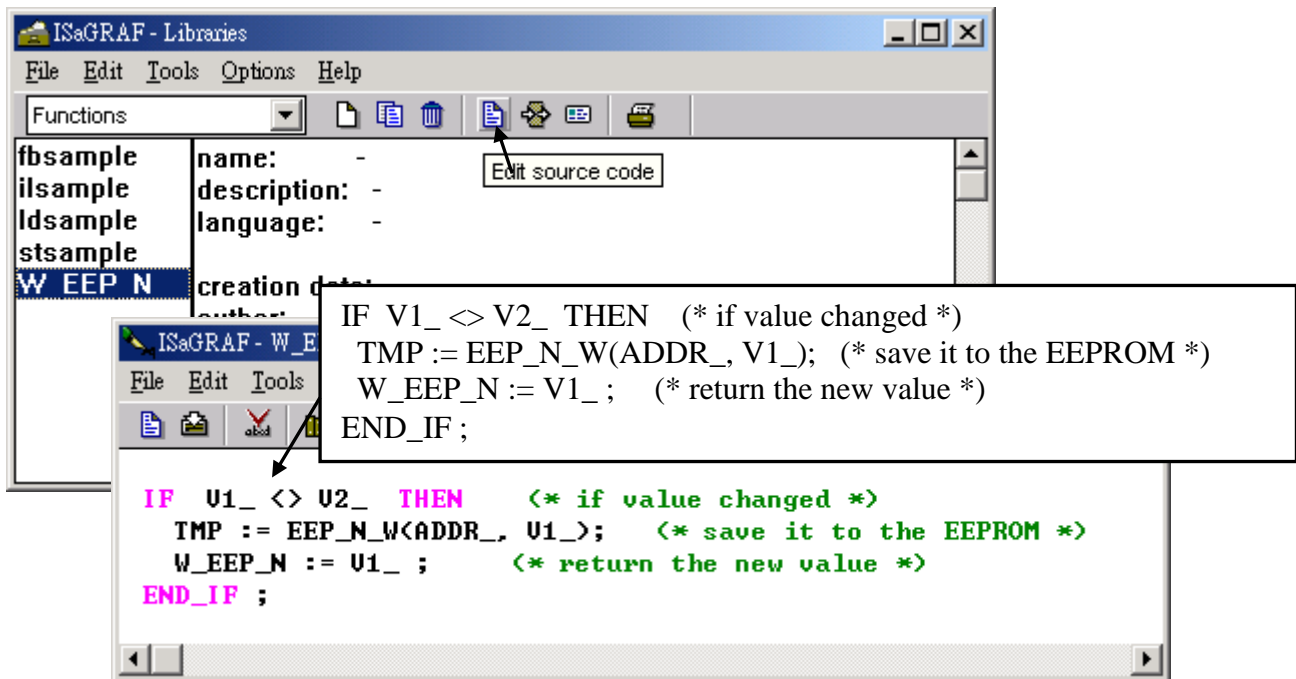 ISaGRAF - Libraries
File Edit Tools Options Help
Functions
Edit source code
fbsample
ilsample
ldsample
stsample
W_EEP_N
name: -
description: -
language: -
creation date:
author:
IF V1_ <> V2_ THEN (* if value changed *)
TMP := EEP_N_W(ADDR_, V1_); (* save it to the EEPROM *)
W_EEP_N := V1_ ; (* return the new value *)
END_IF ;
ISaGRAF - W_E
File Edit Tools
IF V1_ <> V2_ THEN (* if value changed *)
TMP := EEP_N_W(ADDR_, V1_); (* save it to the EEPROM *)
W_EEP_N := V1_ ; (* return the new value *)
END_IF ;